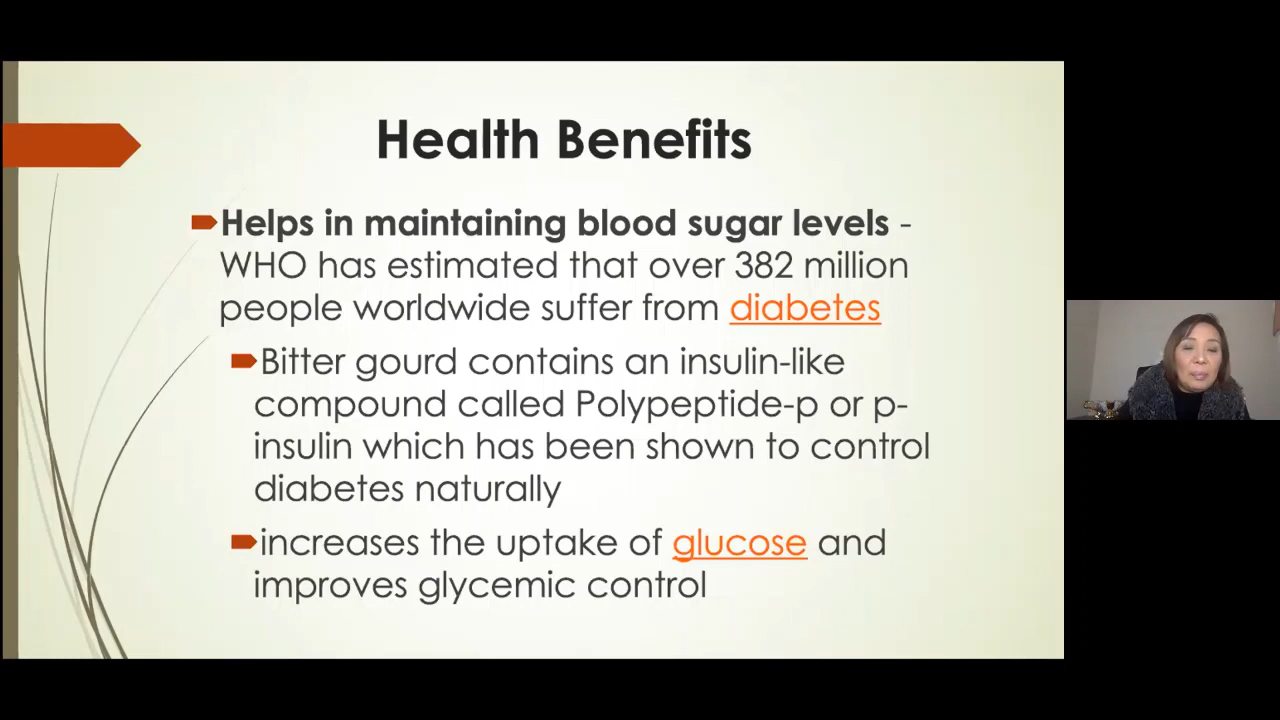 Health Benefits
Helps in maintaining blood sugar levels -
WHO has estimated that over 382 million
people worldwide suffer from diabetes
Bitter gourd contains an insulin-like
compound called Polypeptide-p or p-
insulin which has been shown to control
diabetes naturally
increases the uptake of glucose and
improves glycemic control